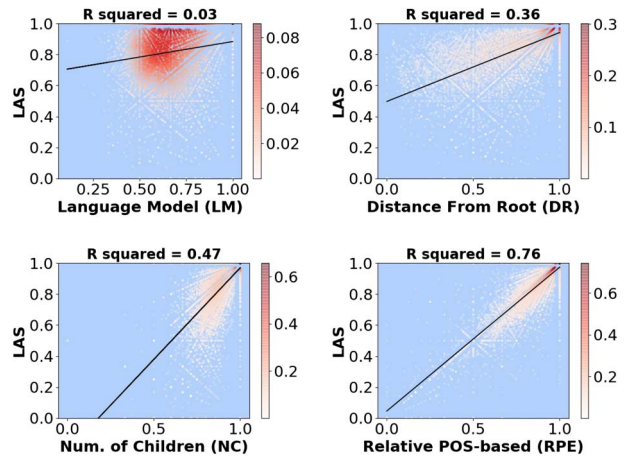 R squared = 0.03
LAS
1.0
0.8
0.6
0.4
0.2
0.0
0.25 0.50 0.75 1.00
Language Model (LM)
0.08
0.06
0.04
0.02
R squared = 0.36
LAS
1.0
0.8
0.6
0.4
0.2
0.0
0.0 0.5 1.0
Distance From Root (DR)
0.3
0.2
0.1
R squared = 0.47
LAS
1.0
0.8
0.6
0.4
0.2
0.0
0.0 0.5 1.0
Num. of Children (NC)
0.6
0.4
0.2
R squared = 0.76
LAS
1.0
0.8
0.6
0.4
0.2
0.0
0.0 0.5 1.0
Relative POS-based (RPE)
0.6
0.4
0.2